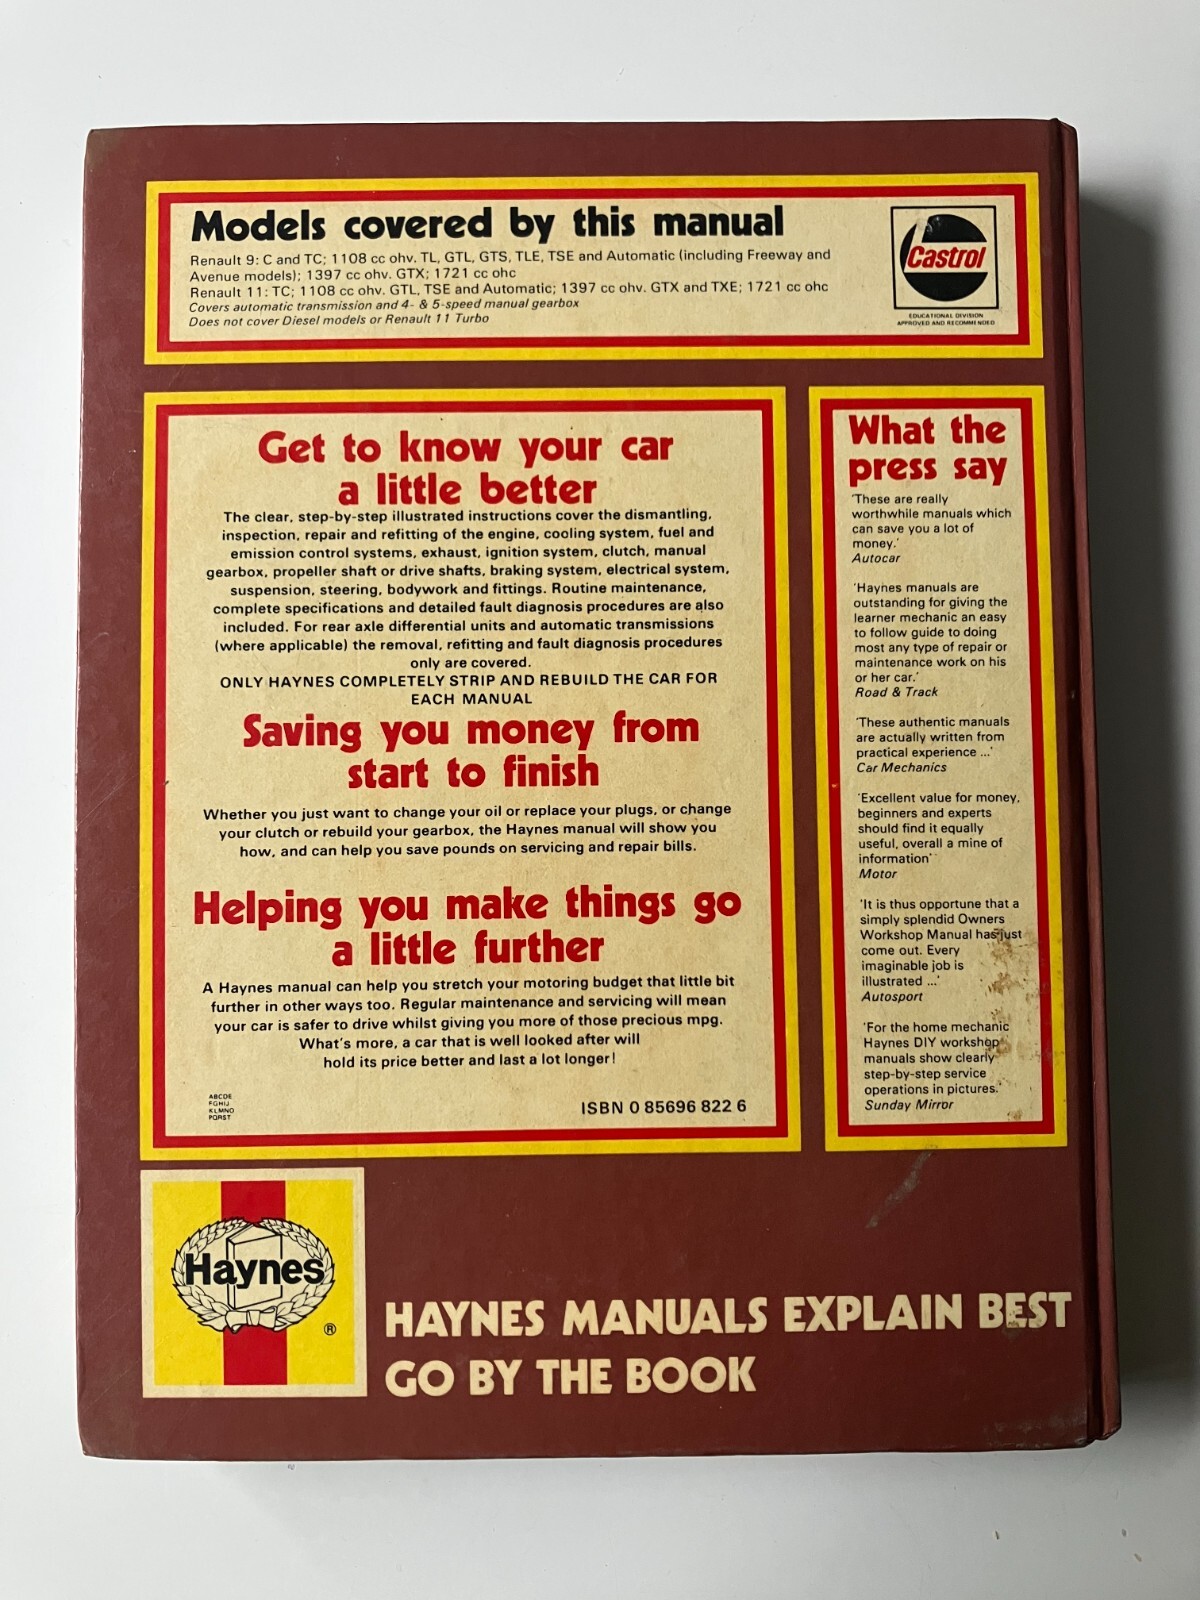 Models covered by this manual
Renault 9: C and TC; 1108 cc ohv. TL, GTL, GTS, TLE, TSE and Automatic (including Freeway and
Avenue models); 1397 cc ohv. GTX; 1721 cc ohc
Renault 11: TC; 1108 cc ohv. GTL, TSE and Automatic; 1397 cc ohv. GTX and TXE; 1721 cc ohc
Covers automatic transmission and 4- & 5-speed manual gearbox
Does not cover Diesel models or Renault 11 Turbo
Castrol
EDUCATIONAL DIVISION
APPROVED AND RECOMMENDED
Get to know your car
a little better
The clear, step-by-step illustrated instructions cover the dismantling,
inspection, repair and refitting of the engine, cooling system, fuel and
emission control systems, exhaust, ignition system, clutch, manual
gearbox, propeller shaft or drive shafts, braking system, electrical system,
suspension, steering, bodywork and fittings. Routine maintenance,
complete specifications and detailed fault diagnosis procedures are also
included. For rear axle differential units and automatic transmissions
(where applicable) the removal, refitting and fault diagnosis procedures
only are covered.
ONLY HAYNES COMPLETELY STRIP AND REBUILD THE CAR FOR
EACH MANUAL
Saving you money from
start to finish
Whether you just want to change your oil or replace your plugs, or change
your clutch or rebuild your gearbox, the Haynes manual will show you
how, and can help you save pounds on servicing and repair bills.
Helping you make things go
a little further
A Haynes manual can help you stretch your motoring budget that little bit
further in other ways too. Regular maintenance and servicing will mean
your car is safer to drive whilst giving you more of those precious mpg.
What's more, a car that is well looked after will
hold its price better and last a lot longer!
ABCDE
FGHIJ
KLMNO
PQRST
ISBN 0 85696 822 6
What the
press say
'These are really
worthwhile manuals which
can save you a lot of
money.'
Autocar
'Haynes manuals are
outstanding for giving the
learner mechanic an easy
to follow guide to doing
most any type of repair or
maintenance work on his
or her car.'
Road & Track
'These authentic manuals
are actually written from
practical experience ...'
Car Mechanics
'Excellent value for money,
beginners and experts
should find it equally
useful, overall a mine of
information'
Motor
'It is thus opportune that a
simply splendid Owners
Workshop Manual has just
come out. Every
imaginable job is
illustrated ...'
Autosport
'For the home mechanic
Haynes DIY workshop
manuals show clearly
step-by-step service
operations in pictures.'
Sunday Mirror
Haynes
®
HAYNES MANUALS EXPLAIN BEST
GO BY THE BOOK